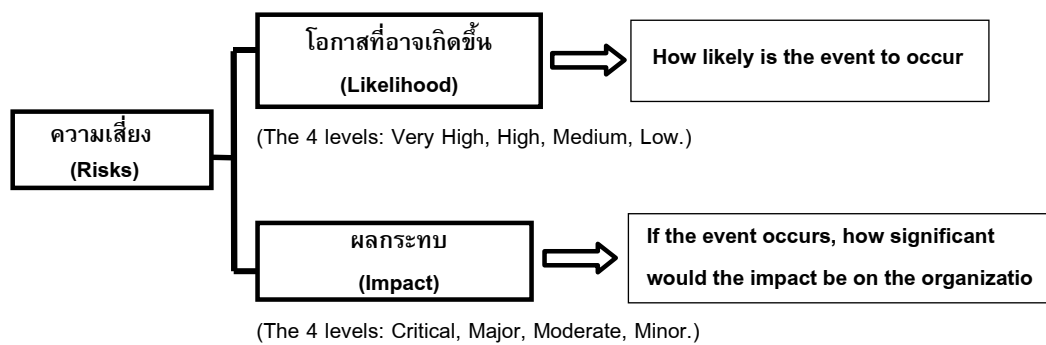 ความเสี่ยง
(Risks)
โอกาสที่อาจเกิดขึ้น
(Likelihood)
How likely is the event to occur
(The 4 levels: Very High, High, Medium, Low.)
ผลกระทบ
(Impact)
If the event occurs, how significant
would the impact be on the organizatio
(The 4 levels: Critical, Major, Moderate, Minor.)